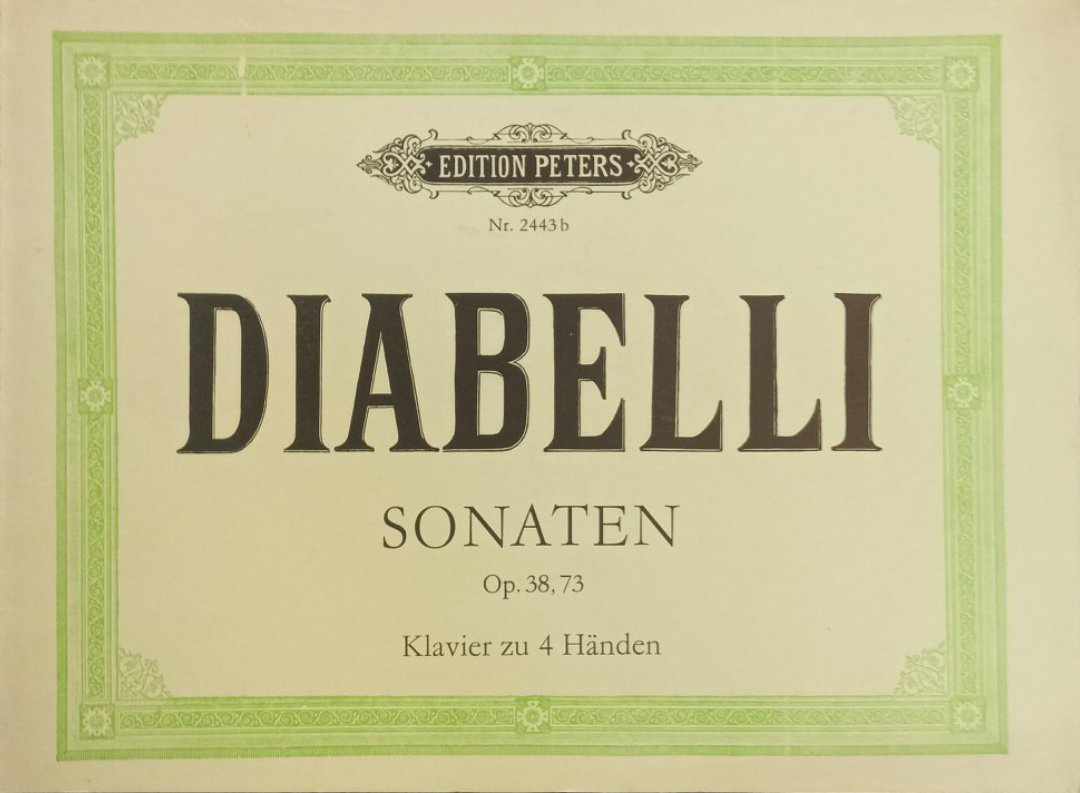 EDITION PETERS
Nr. 2443 b
DIABELLI
SONATEN
Op. 38, 73
Klavier zu 4 Händen